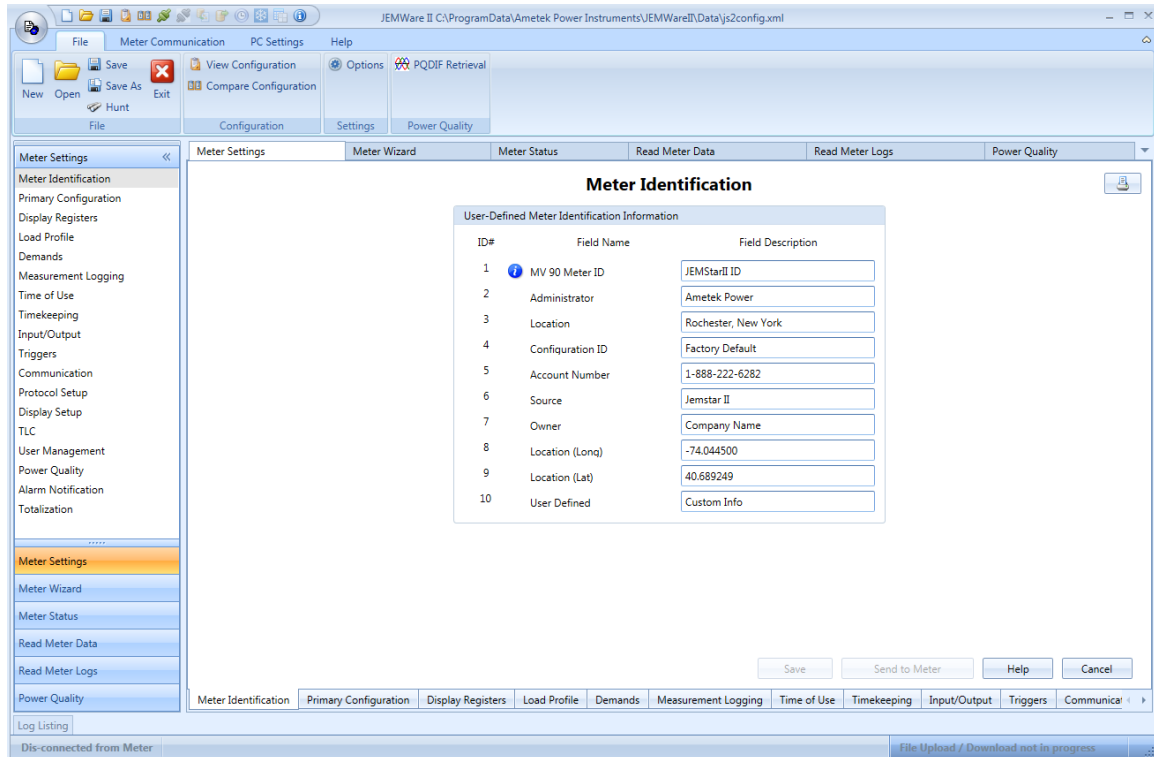 JEMWare II C:\ProgramData\Ametek Power Instruments\JEMWareII\Data\js2config.xml
File Meter Communication PC Settings Help
New Open Save Save As Hunt Exit
File
View Configuration
Compare Configuration
Configuration
Options
Settings
PQDIF Retrieval
Power Quality
Meter Settings
Meter Identification
Primary Configuration
Display Registers
Load Profile
Demands
Measurement Logging
Time of Use
Timekeeping
Input/Output
Triggers
Communication
Protocol Setup
Display Setup
TLC
User Management
Power Quality
Alarm Notification
Totalization
Meter Settings
Meter Wizard
Meter Status
Read Meter Data
Read Meter Logs
Power Quality
Meter Settings Meter Wizard Meter Status Read Meter Data Read Meter Logs Power Quality
Meter Identification
User-Defined Meter Identification Information
ID# Field Name Field Description
1 MV 90 Meter ID JEMStarII ID
2 Administrator Ametek Power
3 Location Rochester, New York
4 Configuration ID Factory Default
5 Account Number 1-888-222-6282
6 Source Jemstar II
7 Owner Company Name
8 Location (Long) -74.044500
9 Location (Lat) 40.689249
10 User Defined Custom Info
Save Send to Meter Help Cancel
Meter Identification Primary Configuration Display Registers Load Profile Demands Measurement Logging Time of Use Timekeeping Input/Output Triggers Communicat
Log Listing
Dis-connected from Meter File Upload / Download not in progress